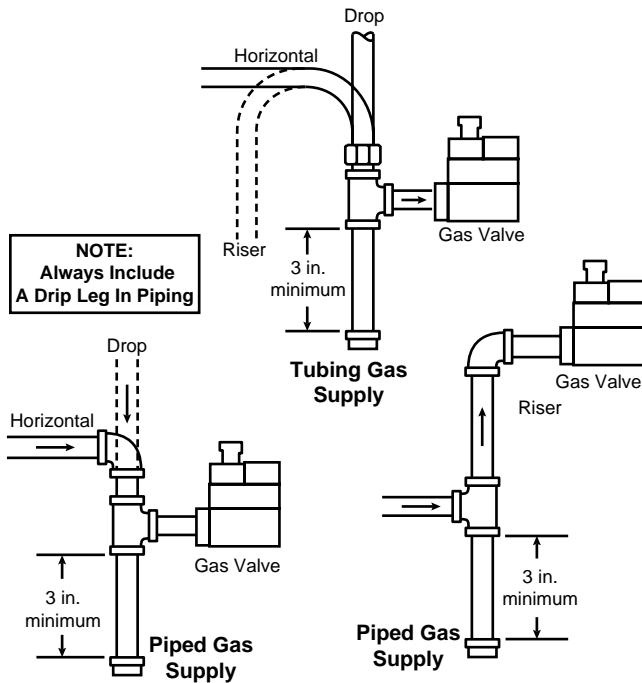 Drop
Horizontal
Gas Valve
Riser
3 in.
minimum
NOTE:
Always Include
A Drip Leg In Piping
Tubing Gas
Supply
Drop
Horizontal
Gas Valve
3 in.
minimum
Piped Gas
Supply
Gas Valve
Riser
3 in.
minimum
Piped Gas
Supply